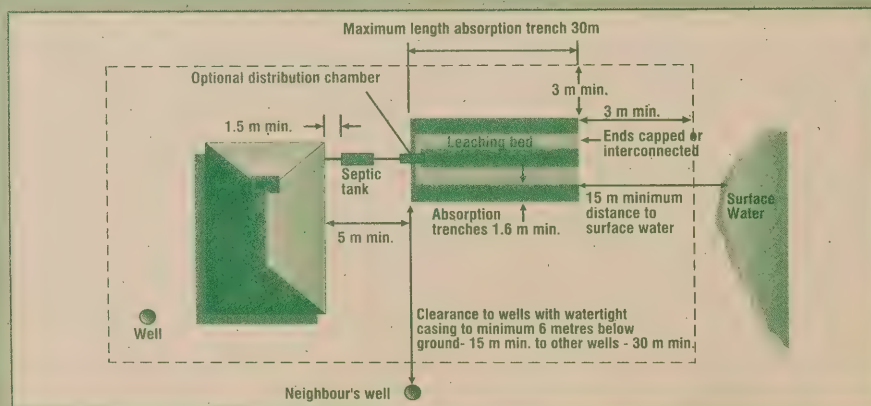 Maximum length absorption trench 30m
Optional distribution chamber
3 m min.
3 m min.
1.5 m min.
Leaching bed
Ends capped or
interconnected
Septic
tank
15 m minimum
distance to
surface water
Surface
Water
Absorption
trenches 1.6 m min.
5 m min.
Clearance to wells with watertight
casing to minimum 6 metres below
ground- 15 m min. to other wells - 30 m min.
Well
Neighbour's well